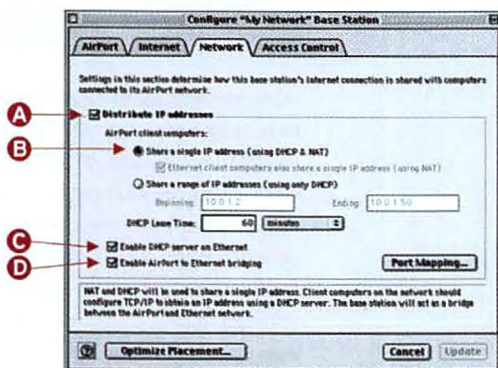 Configure "My Network" Base Station
AirPort Internet Network Access Control
Settings in this section determine how this base station's Internet connection is shared with computers
connected to its AirPort network.
A Distribute IP addresses
AirPort client computers:
B Share a single IP address (using DHCP & NAT)
Ethernet client computers also share a single IP address (using NAT)
Share a range of IP addresses (using only DHCP)
Beginning: 10.0.1.2 Ending: 10.0.1.50
DHCP Lease Time: 60 minutes
C Enable DHCP server on Ethernet
D Enable AirPort to Ethernet bridging
Port Mapping...
NAT and DHCP will be used to share a single IP address. Client computers on the network should
configure TCP/IP to obtain an IP address using a DHCP server. The base station will act as a bridge
between the AirPort and Ethernet network.
? Optimize Placement... Cancel Update